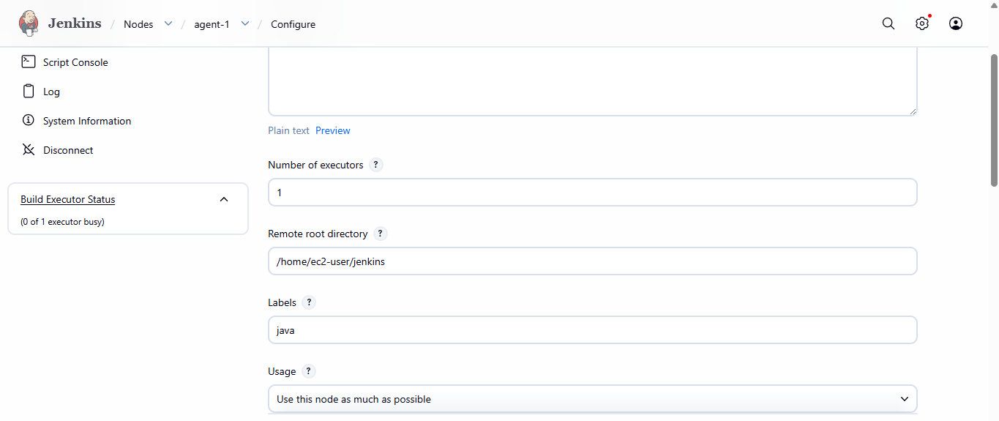 Jenkins / Nodes / agent-1 / Configure
Script Console
Log
System Information
Disconnect
Build Executor Status
(0 of 1 executor busy)
Plain text Preview
Number of executors ?
1
Remote root directory ?
/home/ec2-user/jenkins
Labels ?
java
Usage ?
Use this node as much as possible